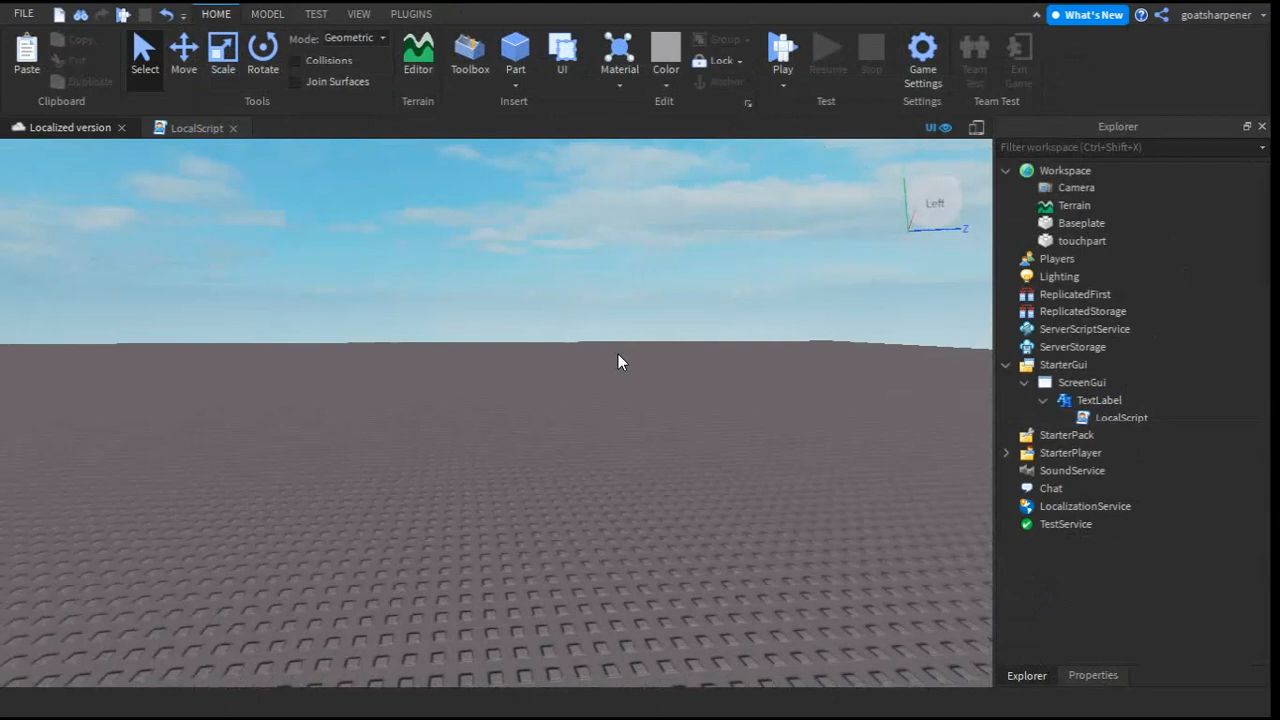 FILE HOME MODEL TEST VIEW PLUGINS What's New goatsharpener
Paste Copy Cut Duplicate Select Move Scale Rotate Mode: Geometric Collisions Join Surfaces Editor Toolbox Part UI Material Color Group Lock Anchor Play Resume Stop Game Settings Team Test Exit Game
Clipboard Tools Terrain Insert Edit Test Settings Team Test
Localized version LocalScript UI Explorer
Filter workspace (Ctrl+Shift+X)
Workspace
Camera
Left
Terrain
Baseplate
Z
touchpart
Players
Lighting
ReplicatedFirst
ReplicatedStorage
ServerScriptService
ServerStorage
StarterGui
ScreenGui
TextLabel
LocalScript
StarterPack
StarterPlayer
SoundService
Chat
LocalizationService
TestService
Explorer Properties